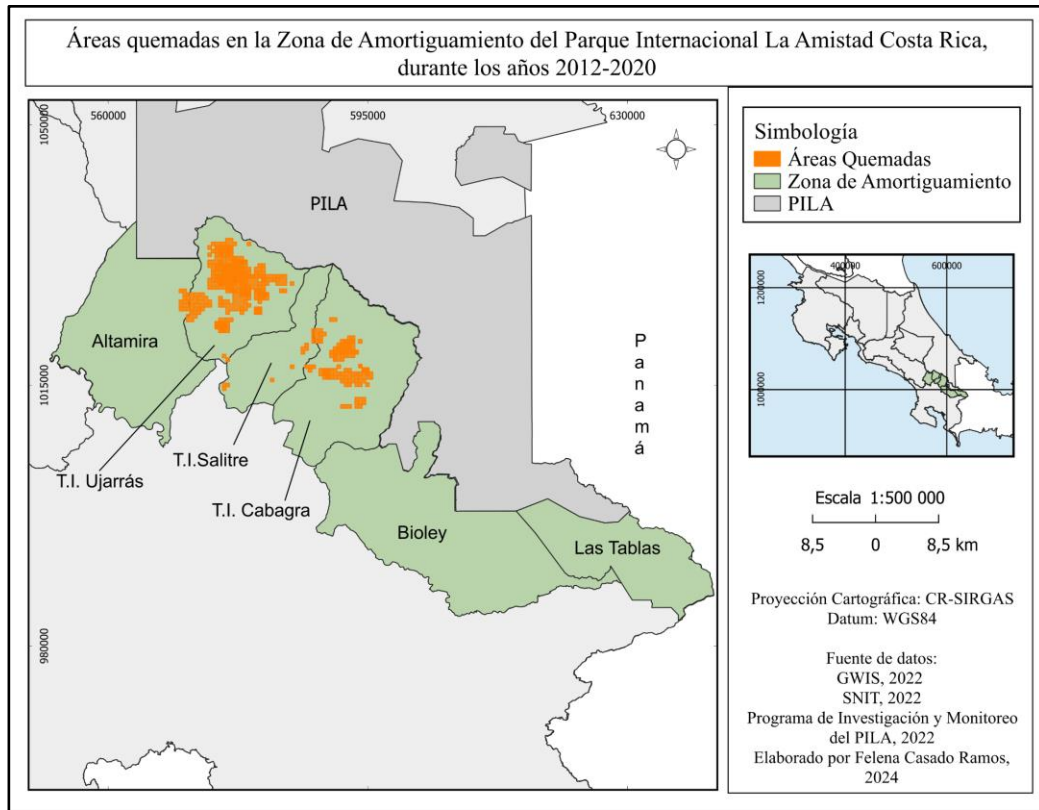 Áreas quemadas en la Zona de Amortiguamiento del Parque Internacional La Amistad Costa Rica,
durante los años 2012-2020
560000
595000
630000
1050000
1015000
980000
PILA
Altamira
T.I. Ujarrás
T.I.Salitre
T.I. Cabagra
Bioley
Las Tablas
Panamá
Simbología
Áreas Quemadas
Zona de Amortiguamiento
PILA
400000
600000
1200000
1000000
Escala 1:500 000
8,5 0 8,5 km
Proyección Cartográfica: CR-SIRGAS
Datum: WGS84
Fuente de datos:
GWIS, 2022
SNIT, 2022
Programa de Investigación y Monitoreo
del PILA, 2022
Elaborado por Felena Casado Ramos,
2024